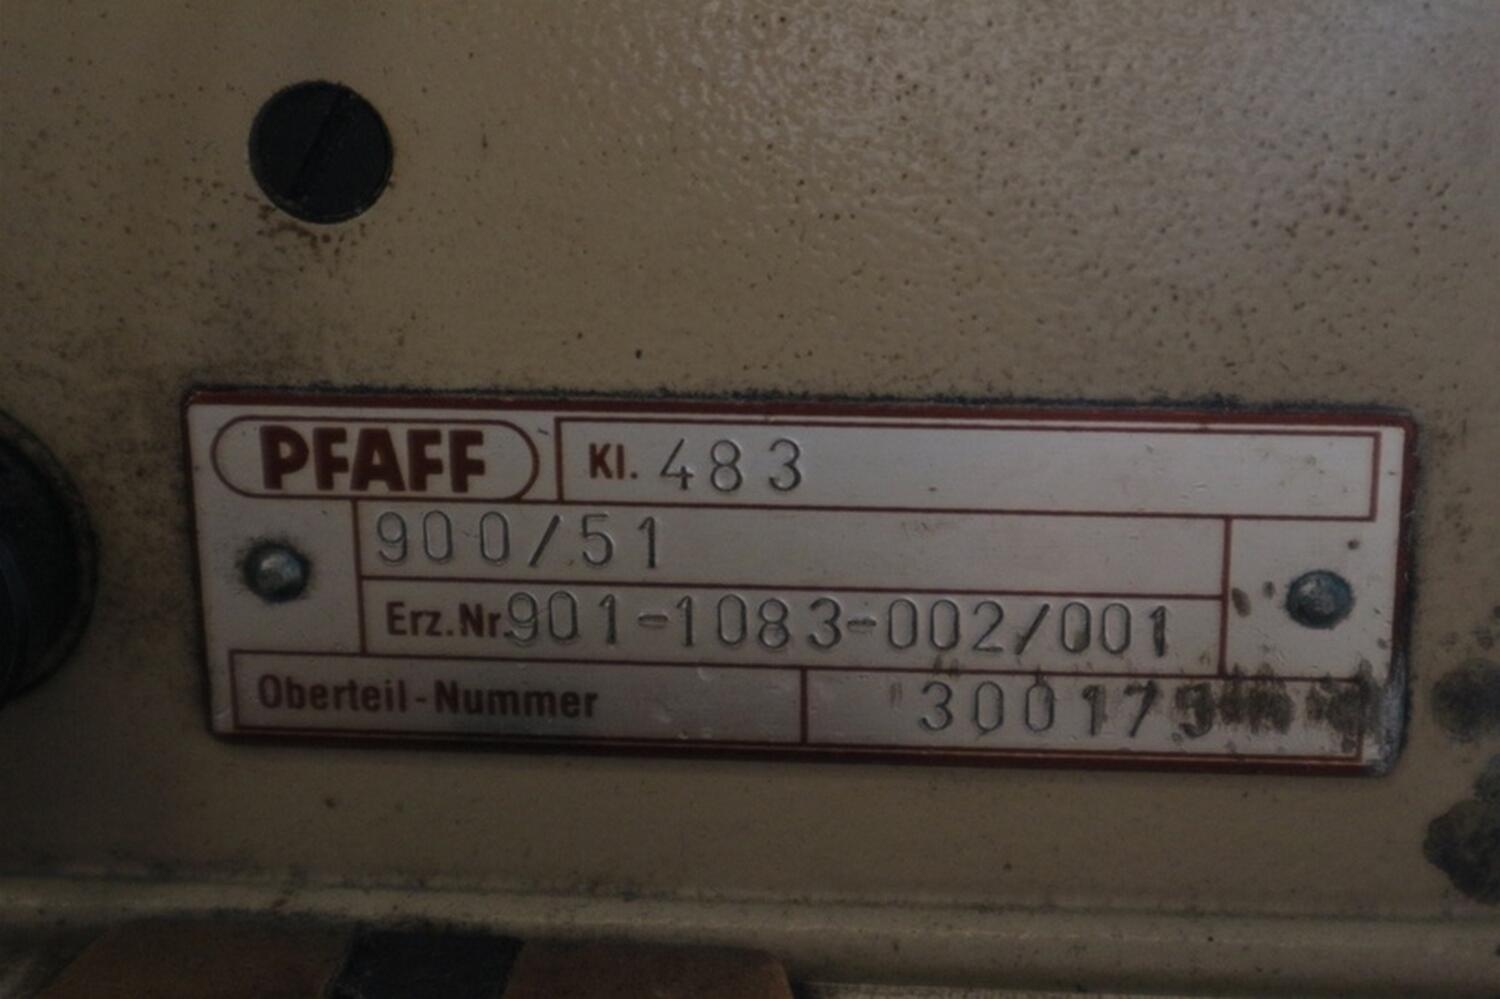 PFAFF Kl. 483
900/51
Erz.Nr. 901-1083-002/001
Oberteil-Nummer